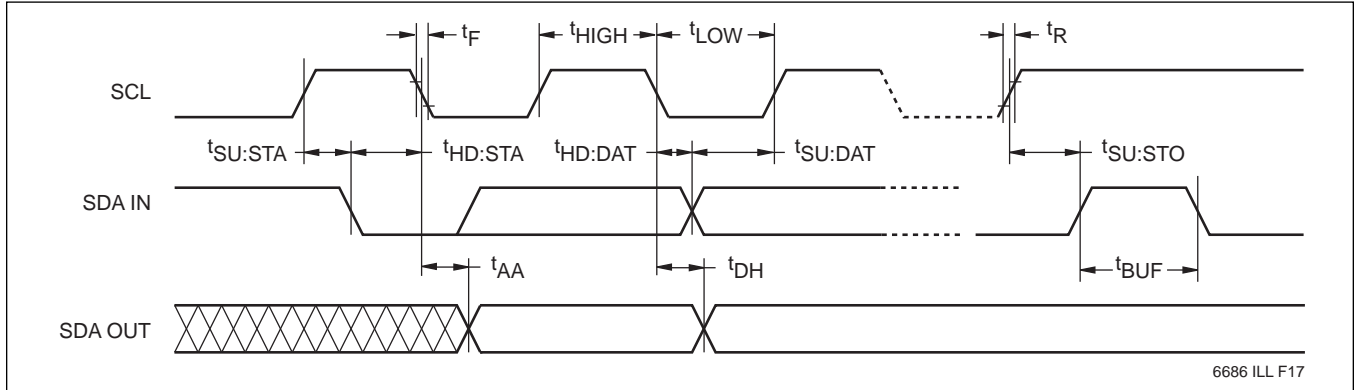 tF
tHIGH
tLOW
tR
SCL
tSU:STA
tHD:STA
tHD:DAT
tSU:DAT
tSU:STO
SDA IN
tAA
tDH
tBUF
SDA OUT
6686 ILL F17